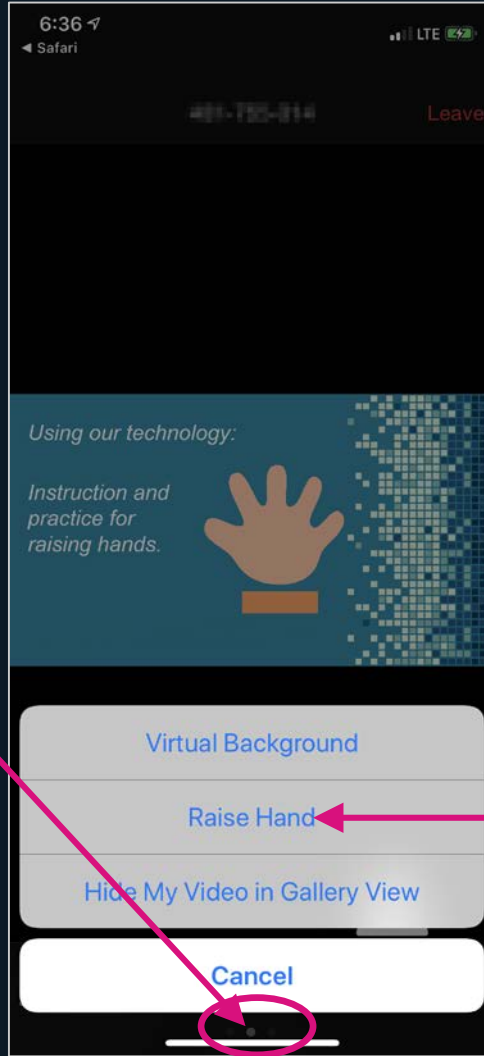 6:36
LTE
◀ Safari
Leave
Using our technology:
Instruction and
practice for
raising hands.
Virtual Background
Raise Hand
Hide My Video in Gallery View
Cancel